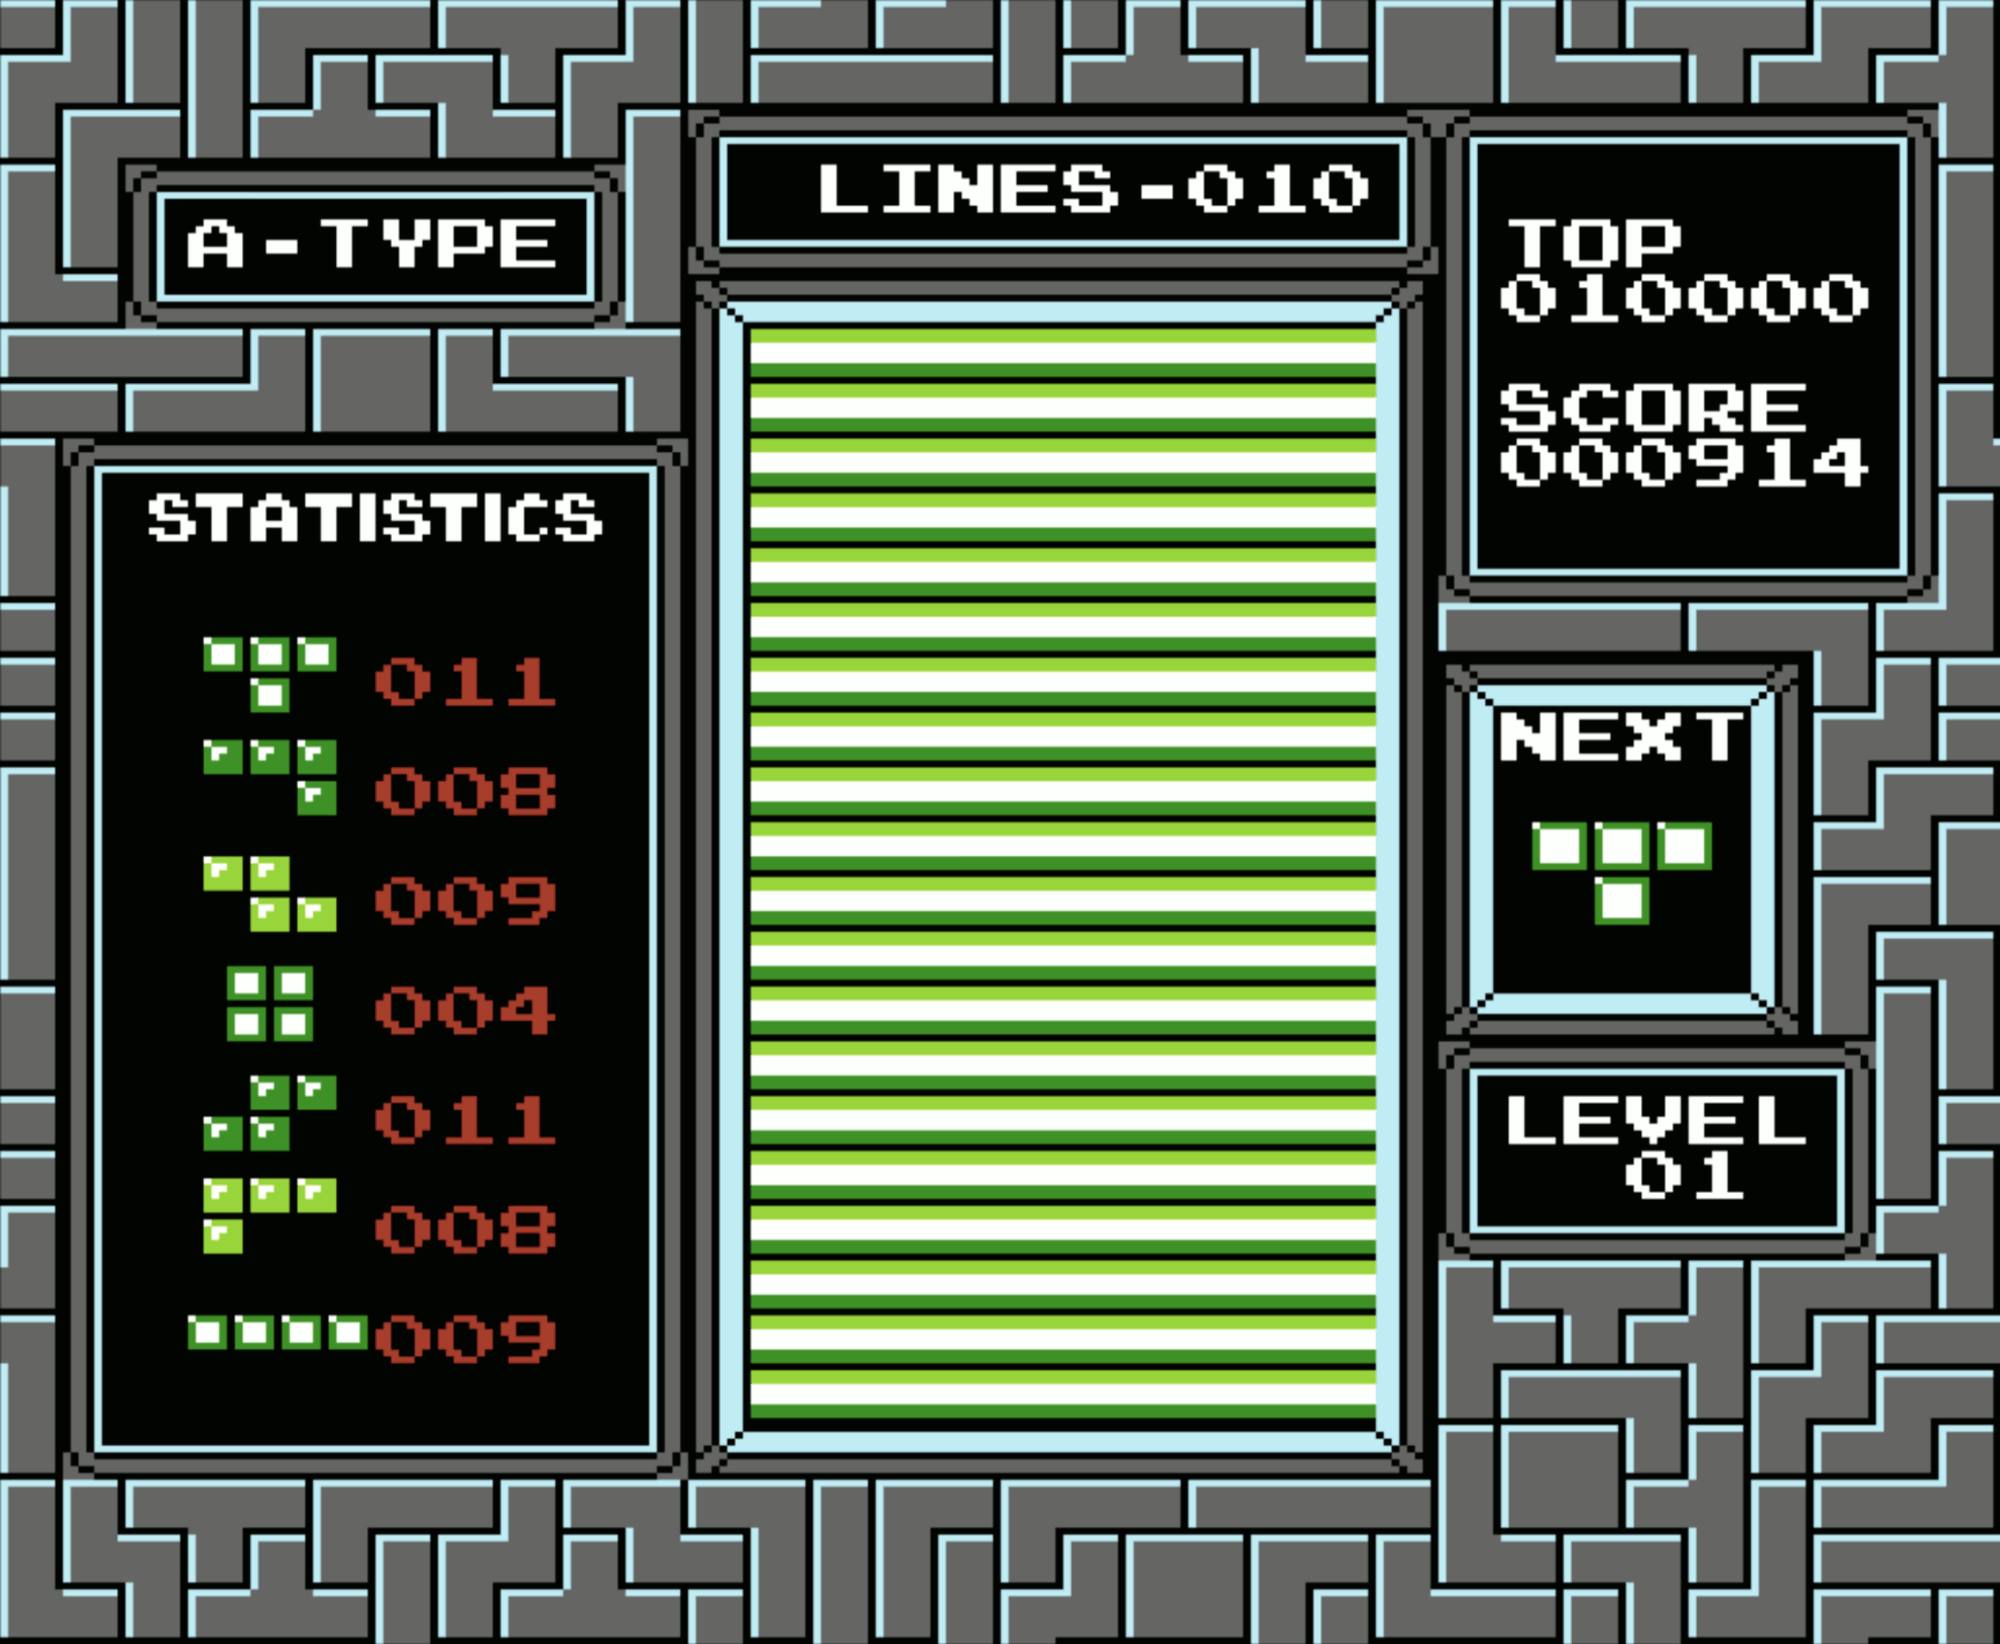 LINES-010
A-TYPE
TOP
010000
SCORE
000914
STATISTICS
011
008
009
004
011
008
009
NEXT
LEVEL
01